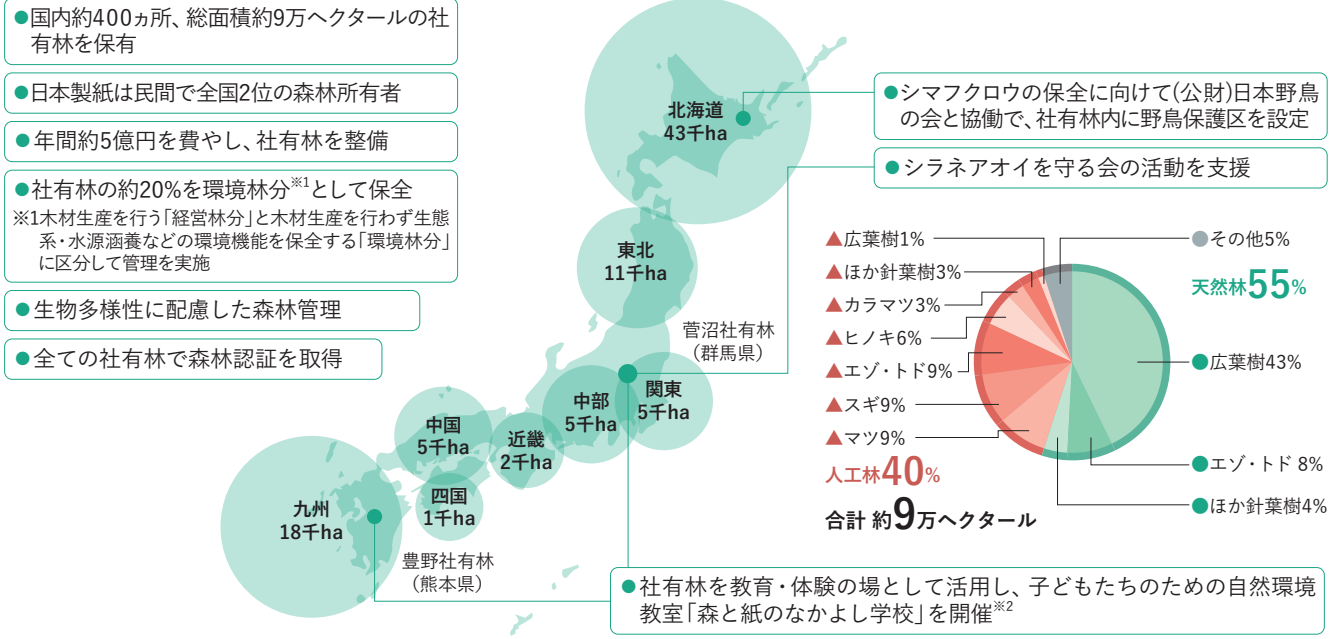 ●国内約400ヵ所、総面積約9万ヘクタールの社
有林を保有
●日本製紙は民間で全国2位の森林所有者
●年間約5億円を費やし、社有林を整備
●社有林の約20%を環境林分※1として保全
※1木材生産を行う「経営林分」と木材生産を行わず生態
系・水源涵養などの環境機能を保全する「環境林分」
に区分して管理を実施
●生物多様性に配慮した森林管理
●全ての社有林で森林認証を取得
北海道
43千ha
東北
11千ha
菅沼社有林
（群馬県）
関東
5千ha
中部
5千ha
近畿
2千ha
中国
5千ha
四国
1千ha
九州
18千ha
豊野社有林
（熊本県）
●シマフクロウの保全に向けて(公財)日本野鳥
の会と協働で、社有林内に野鳥保護区を設定
●シラネアオイを守る会の活動を支援
▲広葉樹1%
▲ほか針葉樹3%
▲カラマツ3%
▲ヒノキ6%
▲エゾ・トド9%
▲スギ9%
▲マツ9%
人工林40%
合計 約9万ヘクタール
●その他5%
天然林55%
●広葉樹43%
●エゾ・トド 8%
●ほか針葉樹4%
●社有林を教育・体験の場として活用し、子どもたちのための自然環境
教室「森と紙のなかよし学校」を開催※2